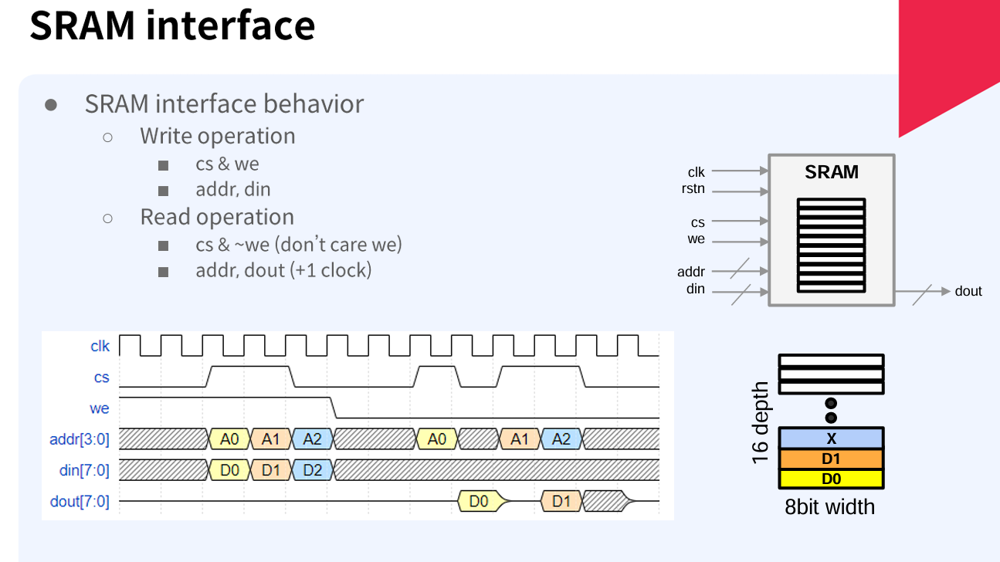 SRAM interface
● SRAM interface behavior
○ Write operation
■ cs & we
■ addr, din
○ Read operation
■ cs & ~we (don’t care we)
■ addr, dout (+1 clock)
SRAM
clk
rstn
cs
we
addr
din
dout
clk
cs
we
addr[3:0] A0 A1 A2 A0 A1 A2
din[7:0] D0 D1 D2
dout[7:0] D0 D1
16 depth
X
D1
D0
8bit width